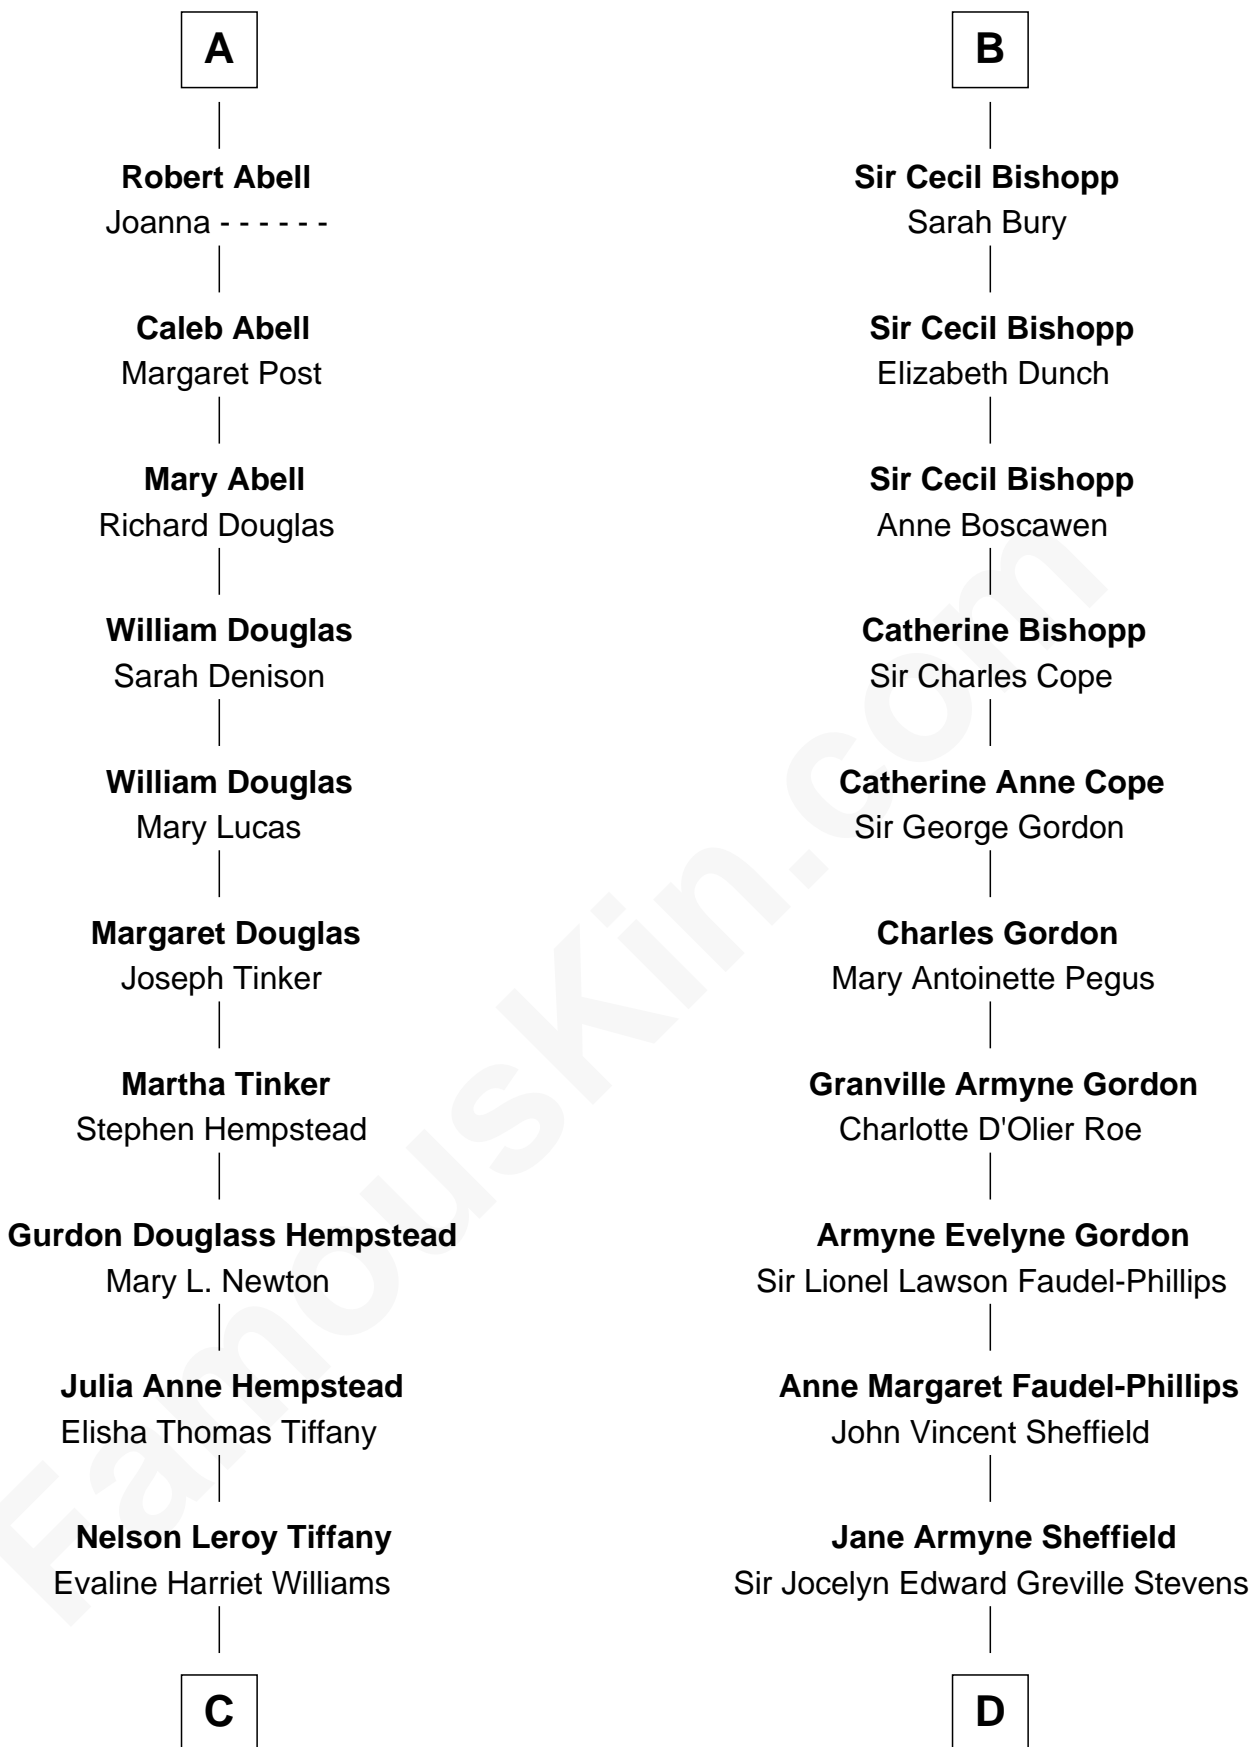 A
Robert Abell
Joanna - - - - - -
Caleb Abell
Margaret Post
Mary Abell
Richard Douglas
William Douglas
Sarah Denison
William Douglas
Mary Lucas
Margaret Douglas
Joseph Tinker
Martha Tinker
Stephen Hempstead
Gurdon Douglass Hempstead
Mary L. Newton
Julia Anne Hempstead
Elisha Thomas Tiffany
Nelson Leroy Tiffany
Evaline Harriet Williams
C
B
Sir Cecil Bishopp
Sarah Bury
Sir Cecil Bishopp
Elizabeth Dunch
Sir Cecil Bishopp
Anne Boscawen
Catherine Bishopp
Sir Charles Cope
Catherine Anne Cope
Sir George Gordon
Charles Gordon
Mary Antoinette Pegus
Granville Armyne Gordon
Charlotte D'Olier Roe
Armyne Evelyne Gordon
Sir Lionel Lawson Faudel-Phillips
Anne Margaret Faudel-Phillips
John Vincent Sheffield
Jane Armyne Sheffield
Sir Jocelyn Edward Greville Stevens
D
FamousKin.com